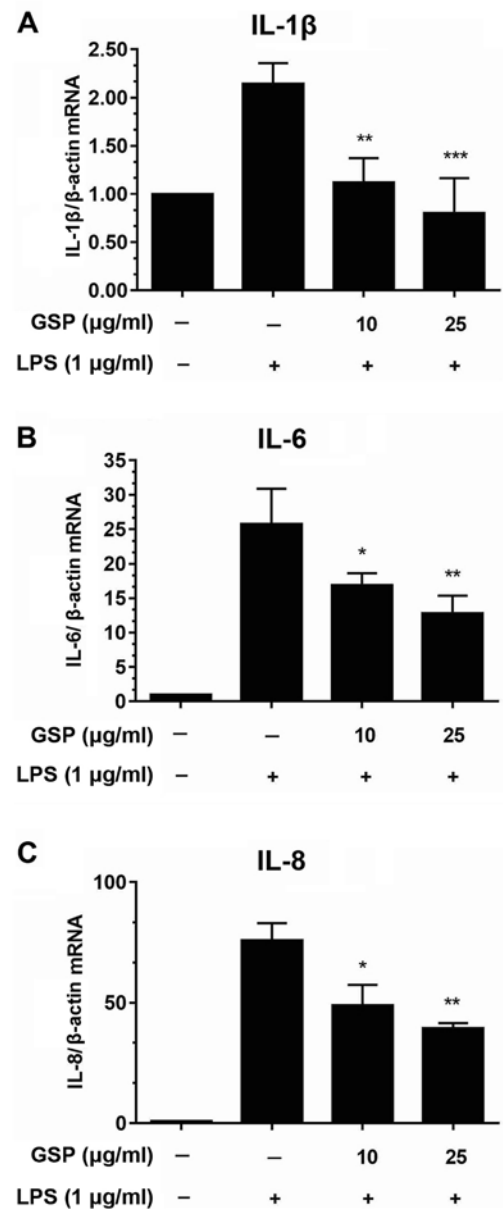 A
IL-1β
IL-1β/β-actin mRNA
2.50
2.00
1.50
1.00
0.50
0.00
** ***
GSP (μg/ml) – – 10 25
LPS (1 μg/ml) – + + +
B
IL-6
IL-6/ β-actin mRNA
35
30
25
20
15
10
5
0
* **
GSP (μg/ml) – – 10 25
LPS (1 μg/ml) – + + +
C
IL-8
IL-8/β-actin mRNA
100
50
0
* **
GSP (μg/ml) – – 10 25
LPS (1 μg/ml) – + + +